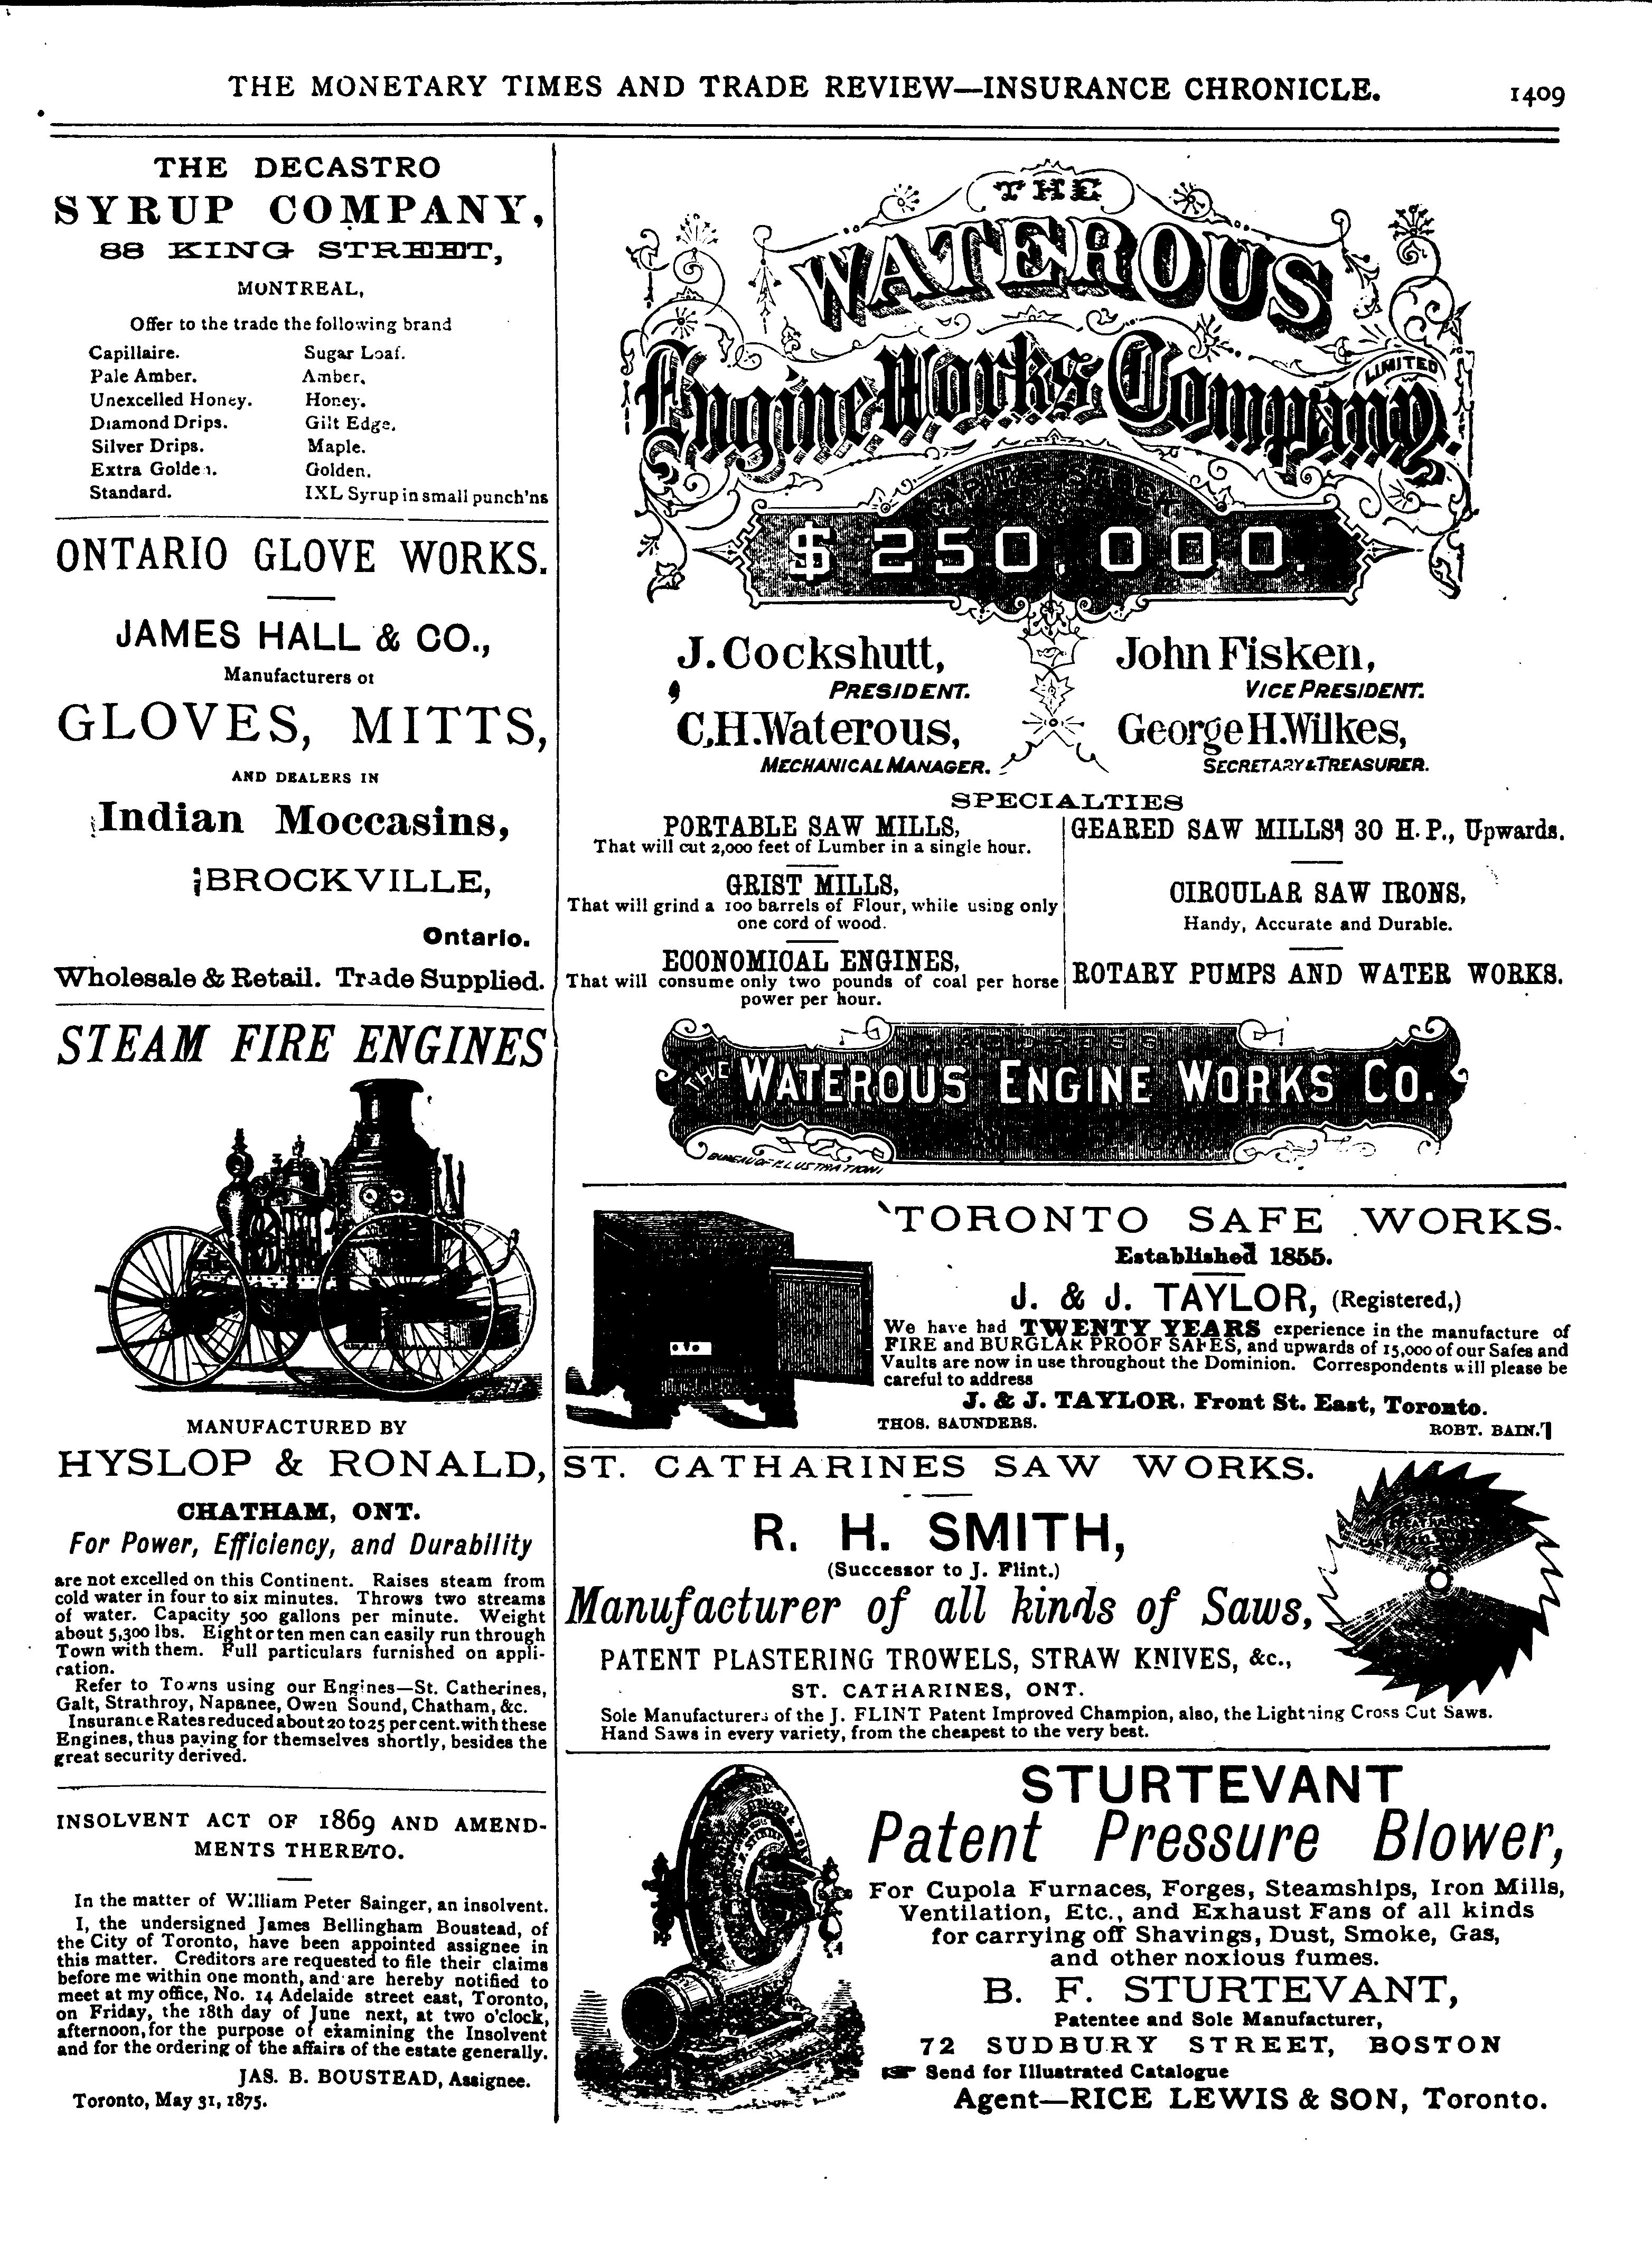 THE MONETARY TIMES AND TRADE REVIEW—INSURANCE CHRONICLE. 1409
THE DECASTRO
SYRUP COMPANY,
88 KING STREET,
MONTREAL,
Offer to the trade the following brand
Capillaire. Sugar Loaf.
Pale Amber. Amber.
Unexcelled Honey. Honey.
Diamond Drips. Gilt Edge.
Silver Drips. Maple.
Extra Golden. Golden.
Standard. IXL Syrup in small punch'ns
ONTARIO GLOVE WORKS.
JAMES HALL & CO.,
Manufacturers of
GLOVES, MITTS,
AND DEALERS IN
Indian Moccasins,
BROCKVILLE,
Ontario.
Wholesale & Retail. Trade Supplied.
STEAM FIRE ENGINES
MANUFACTURED BY
HYSLOP & RONALD,
CHATHAM, ONT.
For Power, Efficiency, and Durability
are not excelled on this Continent. Raises steam from
cold water in four to six minutes. Throws two streams
of water. Capacity 500 gallons per minute. Weight
about 5,300 lbs. Eight or ten men can easily run through
Town with them. Full particulars furnished on appli-
ration.
Refer to Towns using our Engines—St. Catherines,
Galt, Strathroy, Napanee, Owen Sound, Chatham, &c.
Insurance Rates reduced about 20 to 25 per cent. with these
Engines, thus paying for themselves shortly, besides the
great security derived.
INSOLVENT ACT OF 1869 AND AMEND-
MENTS THERETO.
In the matter of William Peter Sainger, an insolvent.
I, the undersigned James Bellingham Boustead, of
the City of Toronto, have been appointed assignee in
this matter. Creditors are requested to file their claims
before me within one month, and are hereby notified to
meet at my office, No. 14 Adelaide street east, Toronto,
on Friday, the 18th day of June next, at two o'clock,
afternoon, for the purpose of examining the Insolvent
and for the ordering of the affairs of the estate generally.
JAS. B. BOUSTEAD, Assignee.
Toronto, May 31, 1875.
THE
WATEROUS
Engine Works Company
LIMITED
CAPITAL STOCK
$250,000.
J. Cockshutt,
PRESIDENT.
John Fisken,
VICE PRESIDENT.
C.H. Waterous,
MECHANICAL MANAGER.
George H. Wilkes,
SECRETARY & TREASURER.
SPECIALTIES
PORTABLE SAW MILLS,
That will cut 2,000 feet of Lumber in a single hour.
GRIST MILLS,
That will grind a 100 barrels of Flour, while using only
one cord of wood.
ECONOMICAL ENGINES,
That will consume only two pounds of coal per horse
power per hour.
GEARED SAW MILLS, 30 H.P., Upwards.
CIRCULAR SAW IRONS,
Handy, Accurate and Durable.
ROTARY PUMPS AND WATER WORKS.
ADDRESS
THE WATEROUS ENGINE WORKS CO.
BUREAU OF ILLUSTRATION
TORONTO SAFE WORKS.
Established 1855.
J. & J. TAYLOR, (Registered,)
We have had TWENTY YEARS experience in the manufacture of
FIRE and BURGLAR PROOF SAFES, and upwards of 15,000 of our Safes and
Vaults are now in use throughout the Dominion. Correspondents will please be
careful to address
J. & J. TAYLOR, Front St. East, Toronto.
THOS. SAUNDERS. ROBT. BAIN.
ST. CATHARINES SAW WORKS.
R. H. SMITH,
(Successor to J. Flint.)
Manufacturer of all kinds of Saws,
PATENT PLASTERING TROWELS, STRAW KNIVES, &c.,
ST. CATHARINES, ONT.
Sole Manufacturers of the J. FLINT Patent Improved Champion, also, the Lightning Cross Cut Saws.
Hand Saws in every variety, from the cheapest to the very best.
STURTEVANT
Patent Pressure Blower,
For Cupola Furnaces, Forges, Steamships, Iron Mills,
Ventilation, Etc., and Exhaust Fans of all kinds
for carrying off Shavings, Dust, Smoke, Gas,
and other noxious fumes.
B. F. STURTEVANT,
Patentee and Sole Manufacturer,
72 SUDBURY STREET, BOSTON
☞ Send for Illustrated Catalogue
Agent—RICE LEWIS & SON, Toronto.